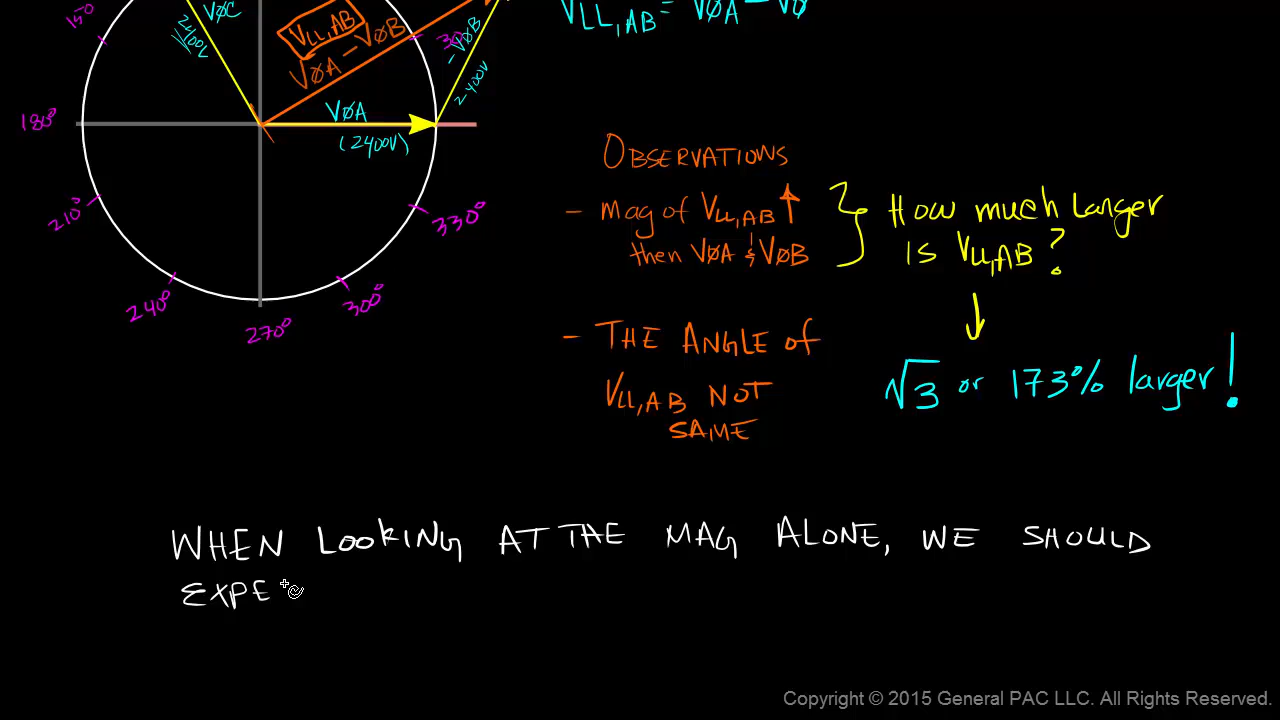 150
VØC
2400V
VLL,AB
VØA - VØB
30
-VØB
2400V
VLL,AB = VØA - VØ
180°
VØA
(2400V)
210°
240°
270°
300°
330°
OBSERVATIONS
- mag of VLL,AB ↑
then VØA & VØB
How much Larger
is VLL,AB?
↓
- THE ANGLE of
VLL,AB NOT
SAME
√3 or 173% larger!
WHEN LOOKING AT THE MAG ALONE, WE SHOULD
EXPE
Copyright © 2015 General PAC LLC. All Rights Reserved.